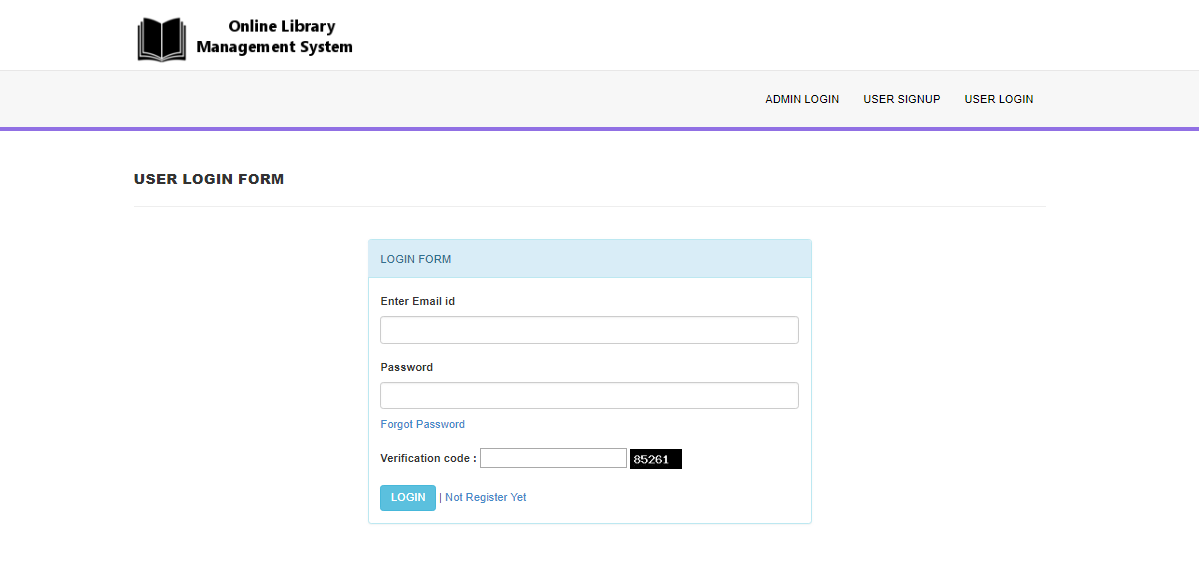 Online Library
Management System
ADMIN LOGIN USER SIGNUP USER LOGIN
USER LOGIN FORM
LOGIN FORM
Enter Email id
Password
Forgot Password
Verification code : 85261
LOGIN | Not Register Yet